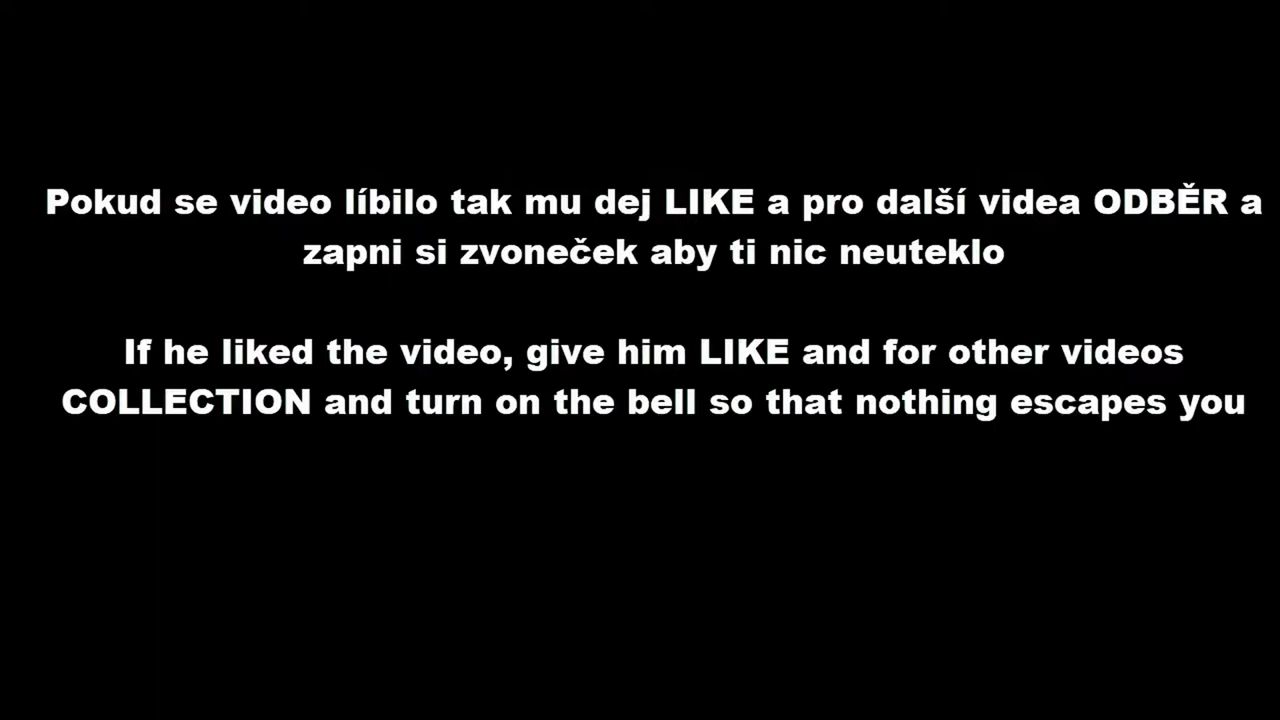 Pokud se video líbilo tak mu dej LIKE a pro další videa ODBĚR a
zapni si zvoneček aby ti nic neuteklo
If he liked the video, give him LIKE and for other videos
COLLECTION and turn on the bell so that nothing escapes you